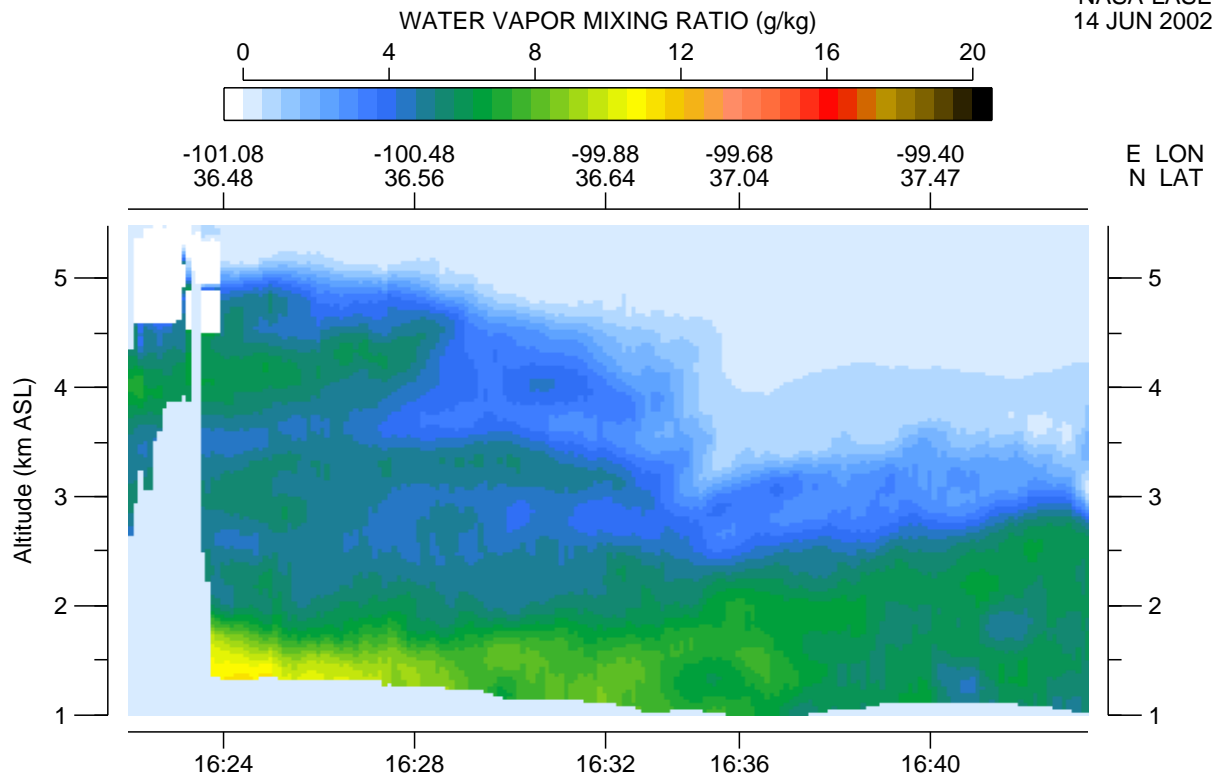 NASA LASE
WATER VAPOR MIXING RATIO (g/kg)
14 JUN 2002
0 4 8 12 16 20
-101.08 -100.48 -99.88 -99.68 -99.40 E LON
36.48 36.56 36.64 37.04 37.47 N LAT
5 5
4 4
Altitude (km ASL)
3 3
2 2
1 1
16:24 16:28 16:32 16:36 16:40